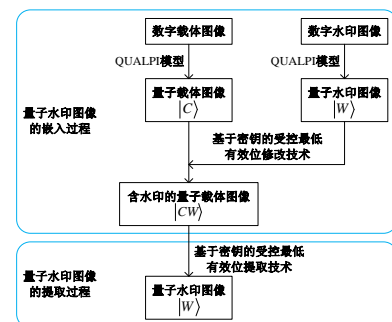 数字载体图像
数字水印图像
QUALPI模型
QUALPI模型
量子载体图像
|C⟩
量子水印图像
|W⟩
量子水印图像
的嵌入过程
基于密钥的受控最低
有效位修改技术
含水印的量子载体图像
|CW⟩
基于密钥的受控最低
有效位提取技术
量子水印图像
的提取过程
量子水印图像
|W⟩